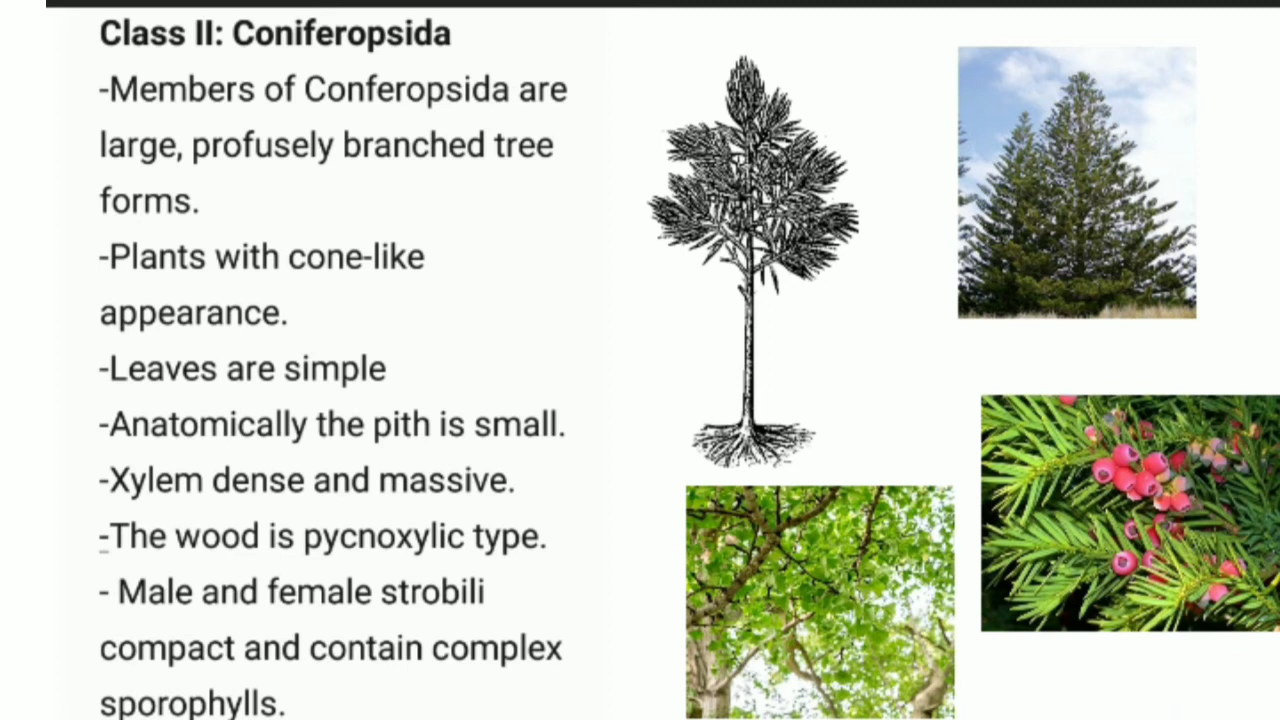 Class II: Coniferopsida
-Members of Conferopsida are
large, profusely branched tree
forms.
-Plants with cone-like
appearance.
-Leaves are simple
-Anatomically the pith is small.
-Xylem dense and massive.
-The wood is pycnoxylic type.
- Male and female strobili
compact and contain complex
sporophylls.